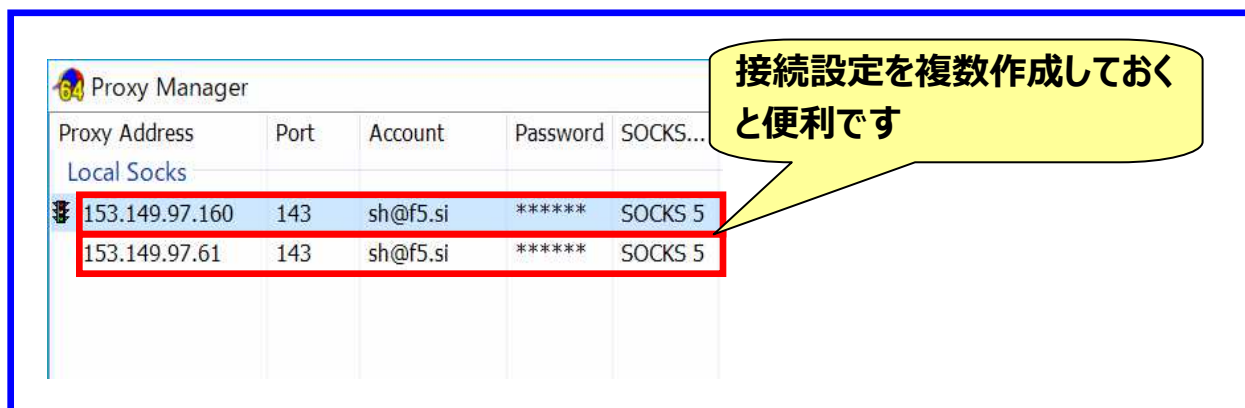 接続設定を複数作成しておく
と便利です
64 Proxy Manager
Proxy Address Port Account Password SOCKS...
Local Socks
153.149.97.160 143 sh@f5.si ****** SOCKS 5
153.149.97.61 143 sh@f5.si ****** SOCKS 5